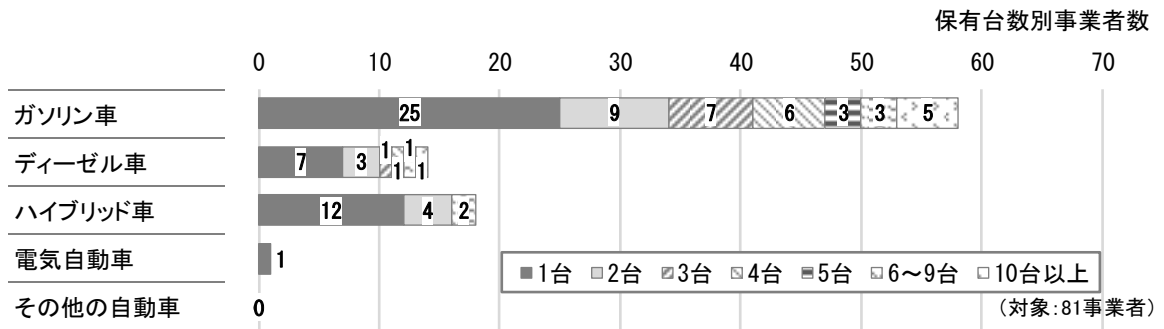 保有台数別事業者数
0 10 20 30 40 50 60 70
ガソリン車 25 9 7 6 3 3 5
ディーゼル車 7 3 1 1 1 1
ハイブリッド車 12 4 2
電気自動車 1
■1台 □2台 3台 4台 5台 6～9台 10台以上
その他の自動車 0
（対象：81事業者）